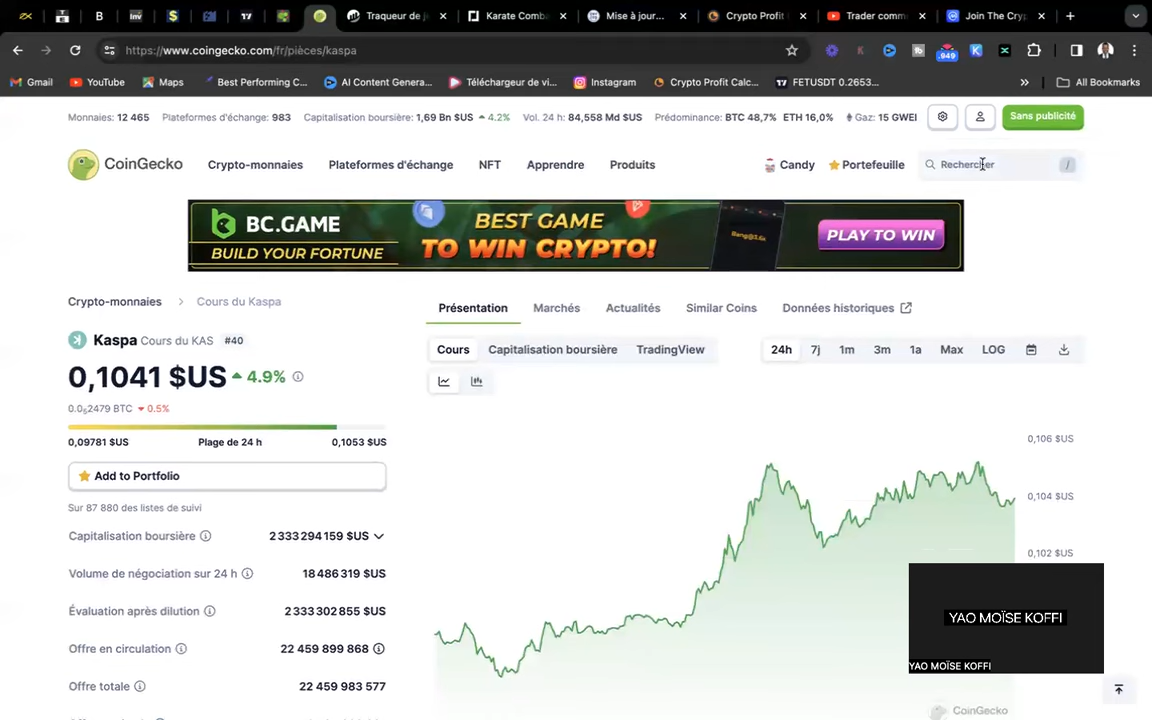 Traqueur de j
Karate Comba
Mise à jour...
Crypto Profit
Trader comm
Join The Cryp
https://www.coingecko.com/fr/pièces/kaspa
.949
Gmail
YouTube
Maps
Best Performing C...
AI Content Genera...
Téléchargeur de vi...
Instagram
Crypto Profit Calc...
FETUSDT 0.2653...
»
All Bookmarks
Monnaies: 12 465
Plateformes d'échange: 983
Capitalisation boursière: 1,69 Bn $US 4.2%
Vol. 24 h: 84,558 Md $US
Prédominance: BTC 48,7% ETH 16,0%
Gaz: 15 GWEI
Sans publicité
CoinGecko
Crypto-monnaies
Plateformes d'échange
NFT
Apprendre
Produits
Candy
Portefeuille
Rechercher
/
BC.GAME
BUILD YOUR FORTUNE
BEST GAME
TO WIN CRYPTO!
PLAY TO WIN
Crypto-monnaies > Cours du Kaspa
Kaspa Cours du KAS #40
0,1041 $US 4.9%
0.0₅2479 BTC 0.5%
0,09781 $US Plage de 24 h 0,1053 $US
Add to Portfolio
Sur 87 880 des listes de suivi
Capitalisation boursière 2 333 294 159 $US
Volume de négociation sur 24 h 18 486 319 $US
Évaluation après dilution 2 333 302 855 $US
Offre en circulation 22 459 899 868
Offre totale 22 459 983 577
Présentation
Marchés
Actualités
Similar Coins
Données historiques
Cours
Capitalisation boursière
TradingView
24h
7j
1m
3m
1a
Max
LOG
0,106 $US
0,104 $US
0,102 $US
YAO MOÏSE KOFFI
YAO MOÏSE KOFFI
CoinGecko